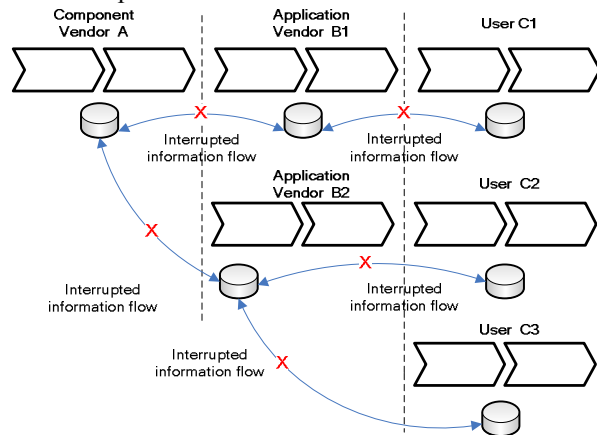 Component
Vendor A
Application
Vendor B1
User C1
X
X
Interrupted
information flow
Interrupted
information flow
Application
Vendor B2
User C2
X
X
Interrupted
information flow
Interrupted
information flow
User C3
Interrupted
information flow
X